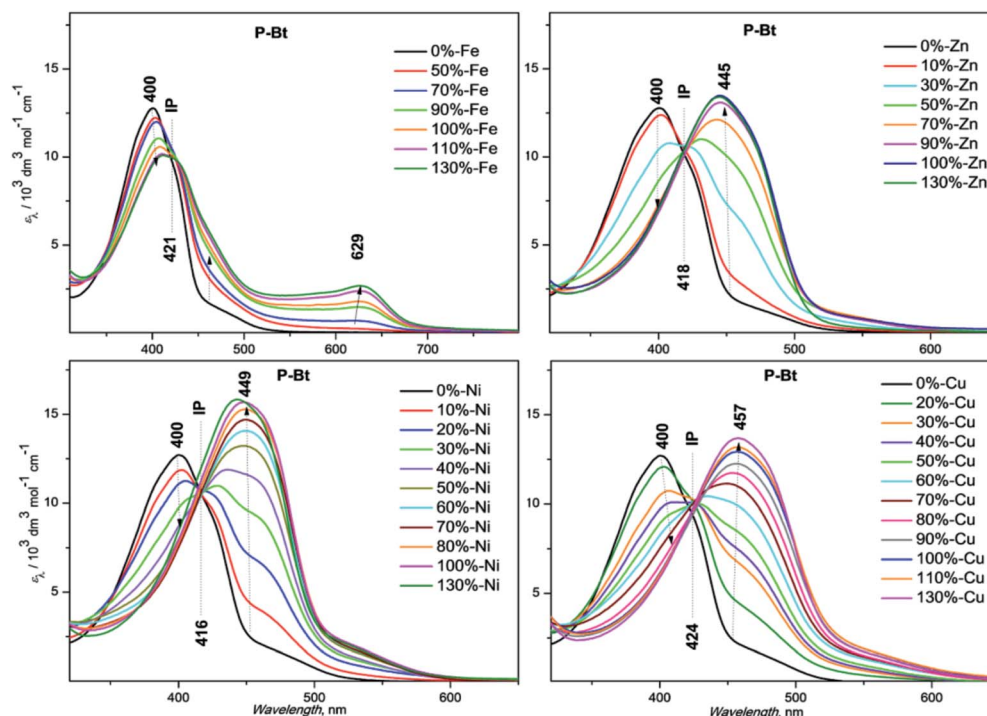 P-Bt
0%-Fe
50%-Fe
70%-Fe
90%-Fe
100%-Fe
110%-Fe
130%-Fe
400
IP
421
629
15
10
5
ελ / 10³ dm³ mol⁻¹ cm⁻¹
400 500 600 700
P-Bt
0%-Zn
10%-Zn
30%-Zn
50%-Zn
70%-Zn
90%-Zn
100%-Zn
130%-Zn
400
IP
445
418
15
10
5
400 500 600
P-Bt
0%-Ni
10%-Ni
20%-Ni
30%-Ni
40%-Ni
50%-Ni
60%-Ni
70%-Ni
80%-Ni
100%-Ni
130%-Ni
400
IP
449
416
15
10
5
ελ / 10³ dm³ mol⁻¹ cm⁻¹
400 500 600
Wavelength, nm
P-Bt
0%-Cu
20%-Cu
30%-Cu
40%-Cu
50%-Cu
60%-Cu
70%-Cu
80%-Cu
90%-Cu
100%-Cu
110%-Cu
130%-Cu
400
IP
457
424
15
10
5
400 500 600
Wavelength, nm